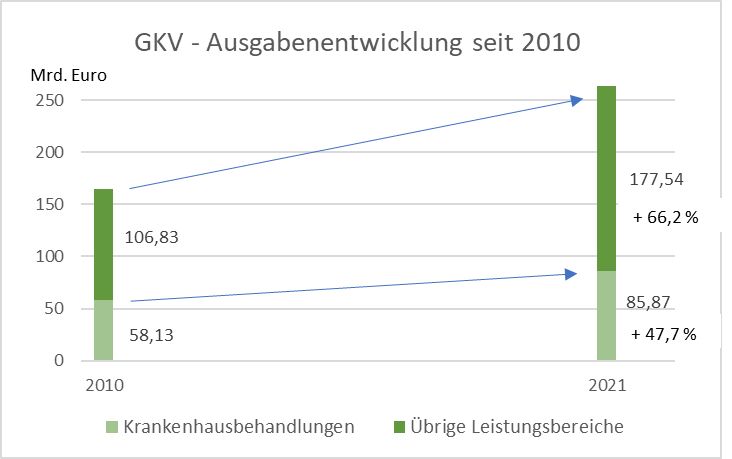 GKV - Ausgabenentwicklung seit 2010
Mrd. Euro
250
200
177,54
150
+ 66,2 %
106,83
100
85,87
50
58,13
+ 47,7 %
0
2010
2021
Krankenhausbehandlungen
Übrige Leistungsbereiche